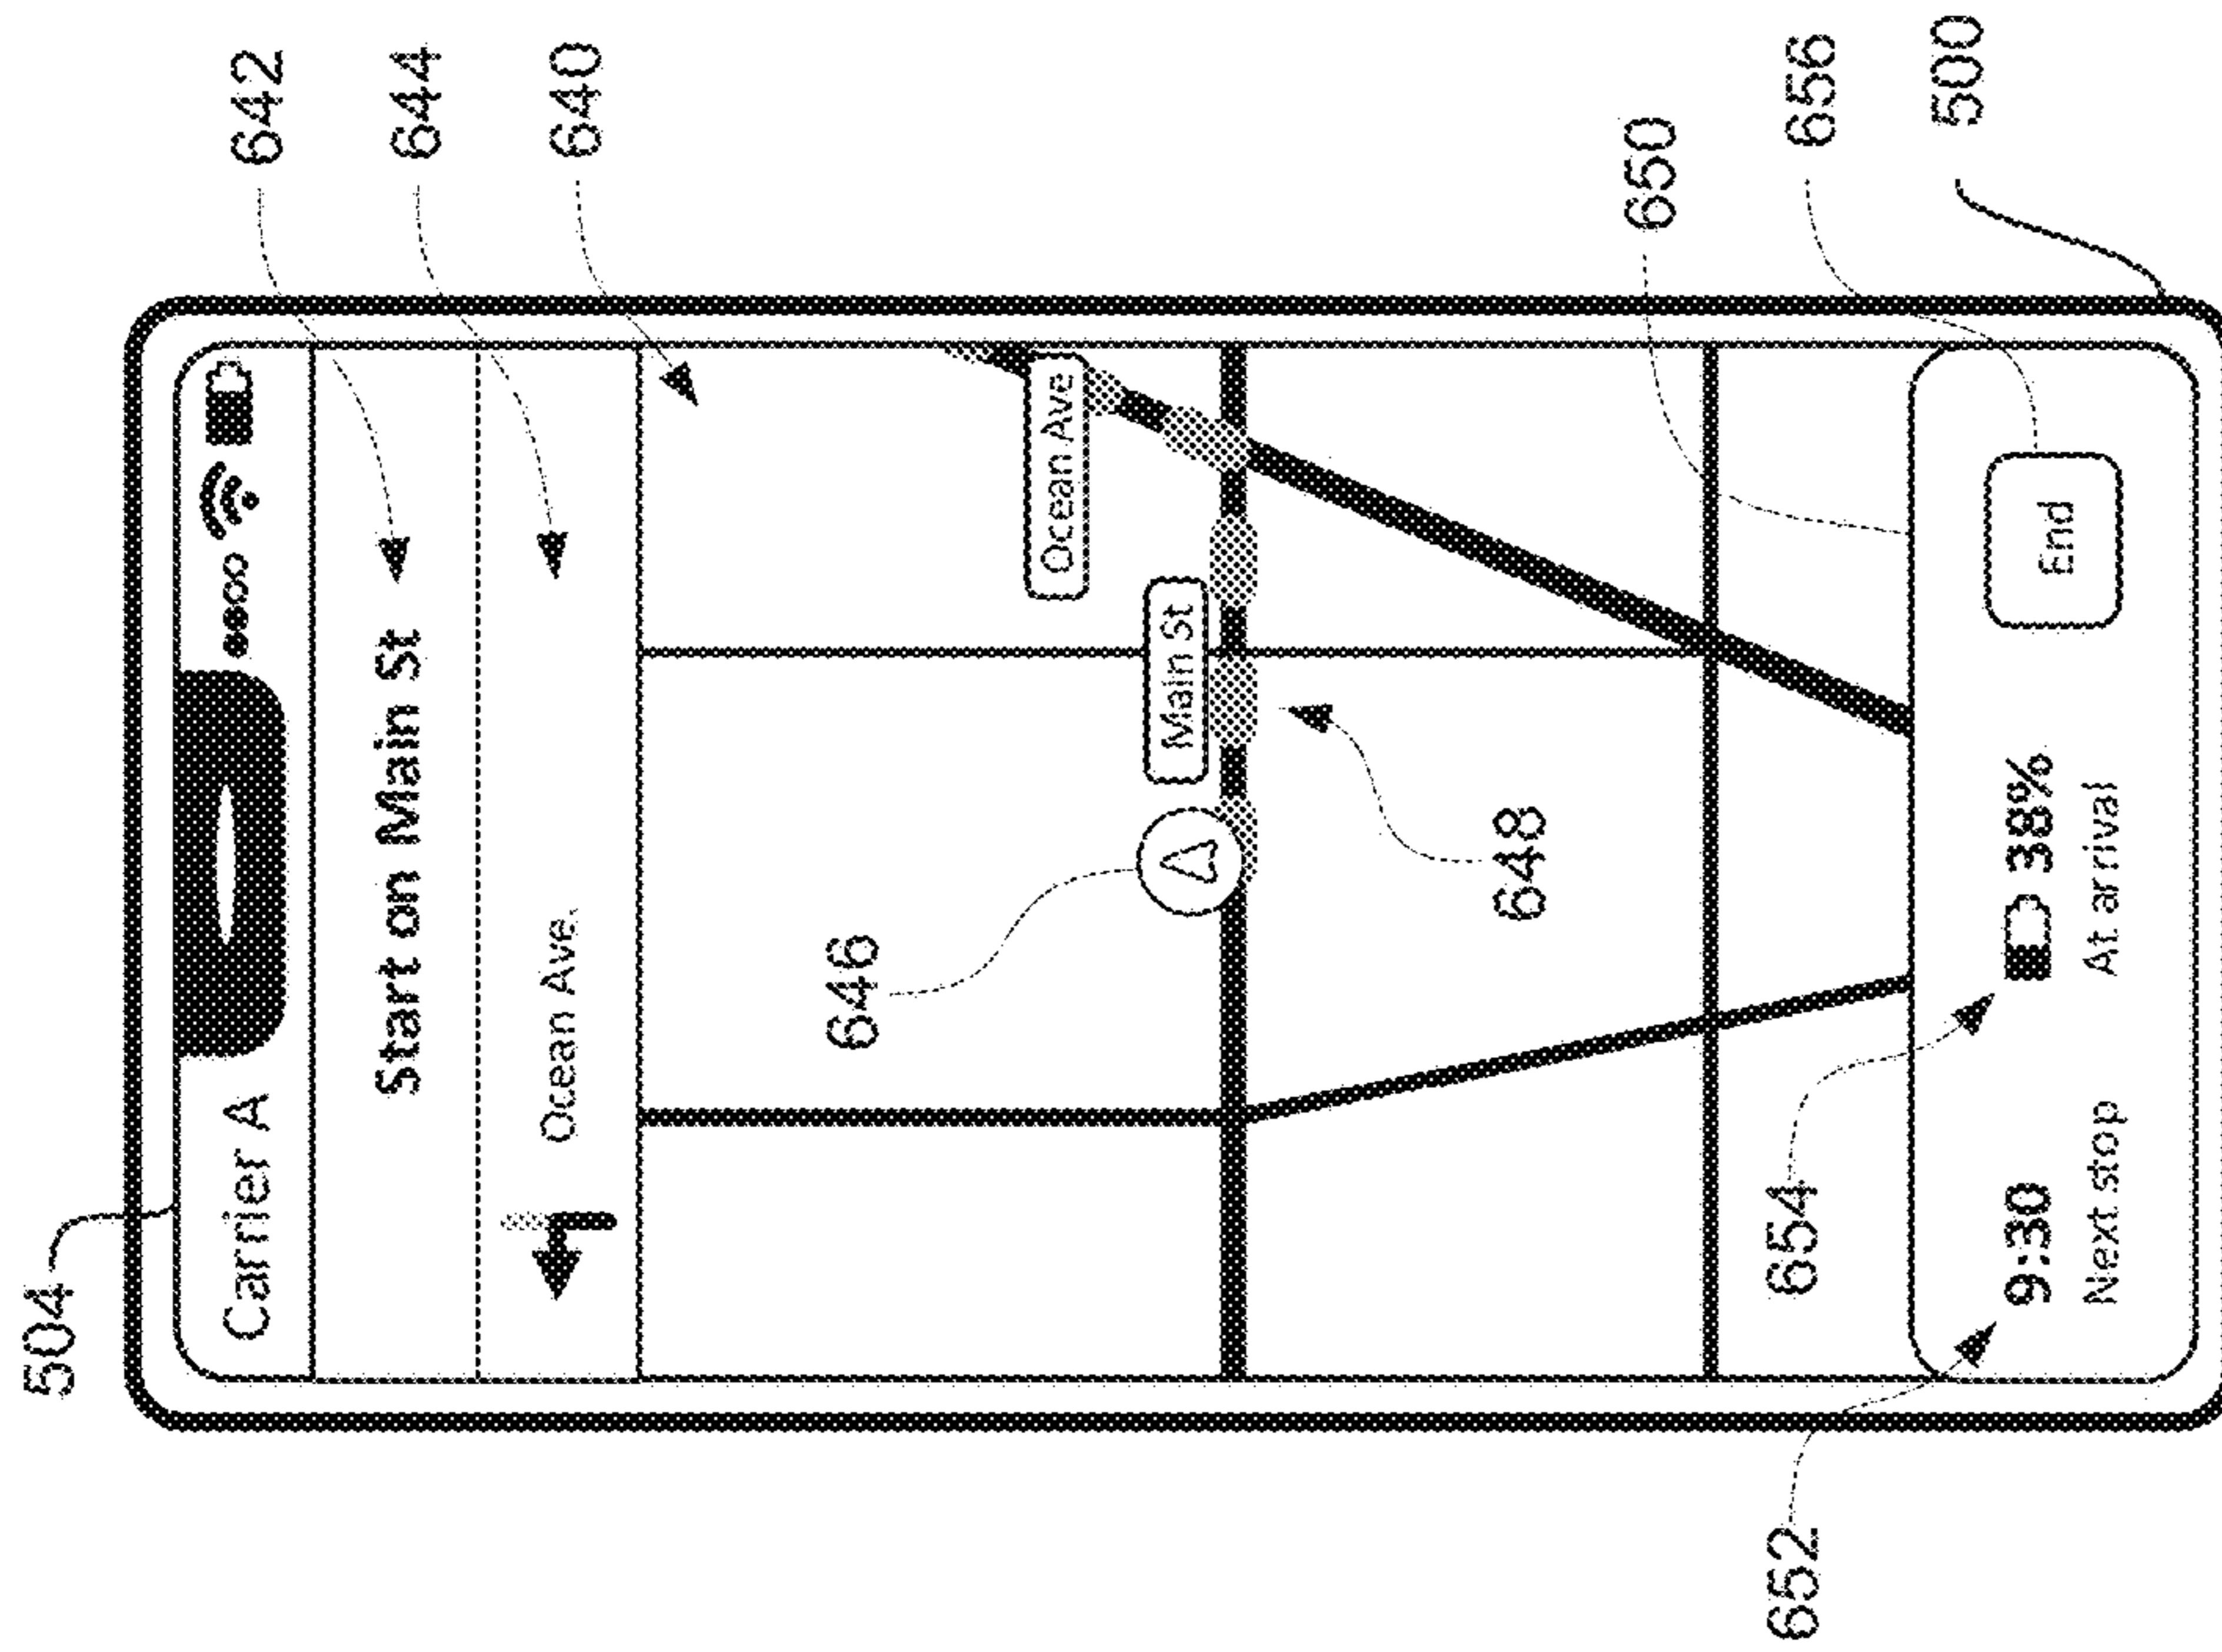 504
Carrier A
642
Start on Main St
644
Ocean Ave.
640
Ocean Ave
Main St
646
648
650
654
652
9:30
38%
Next stop
At arrival
End
656
500